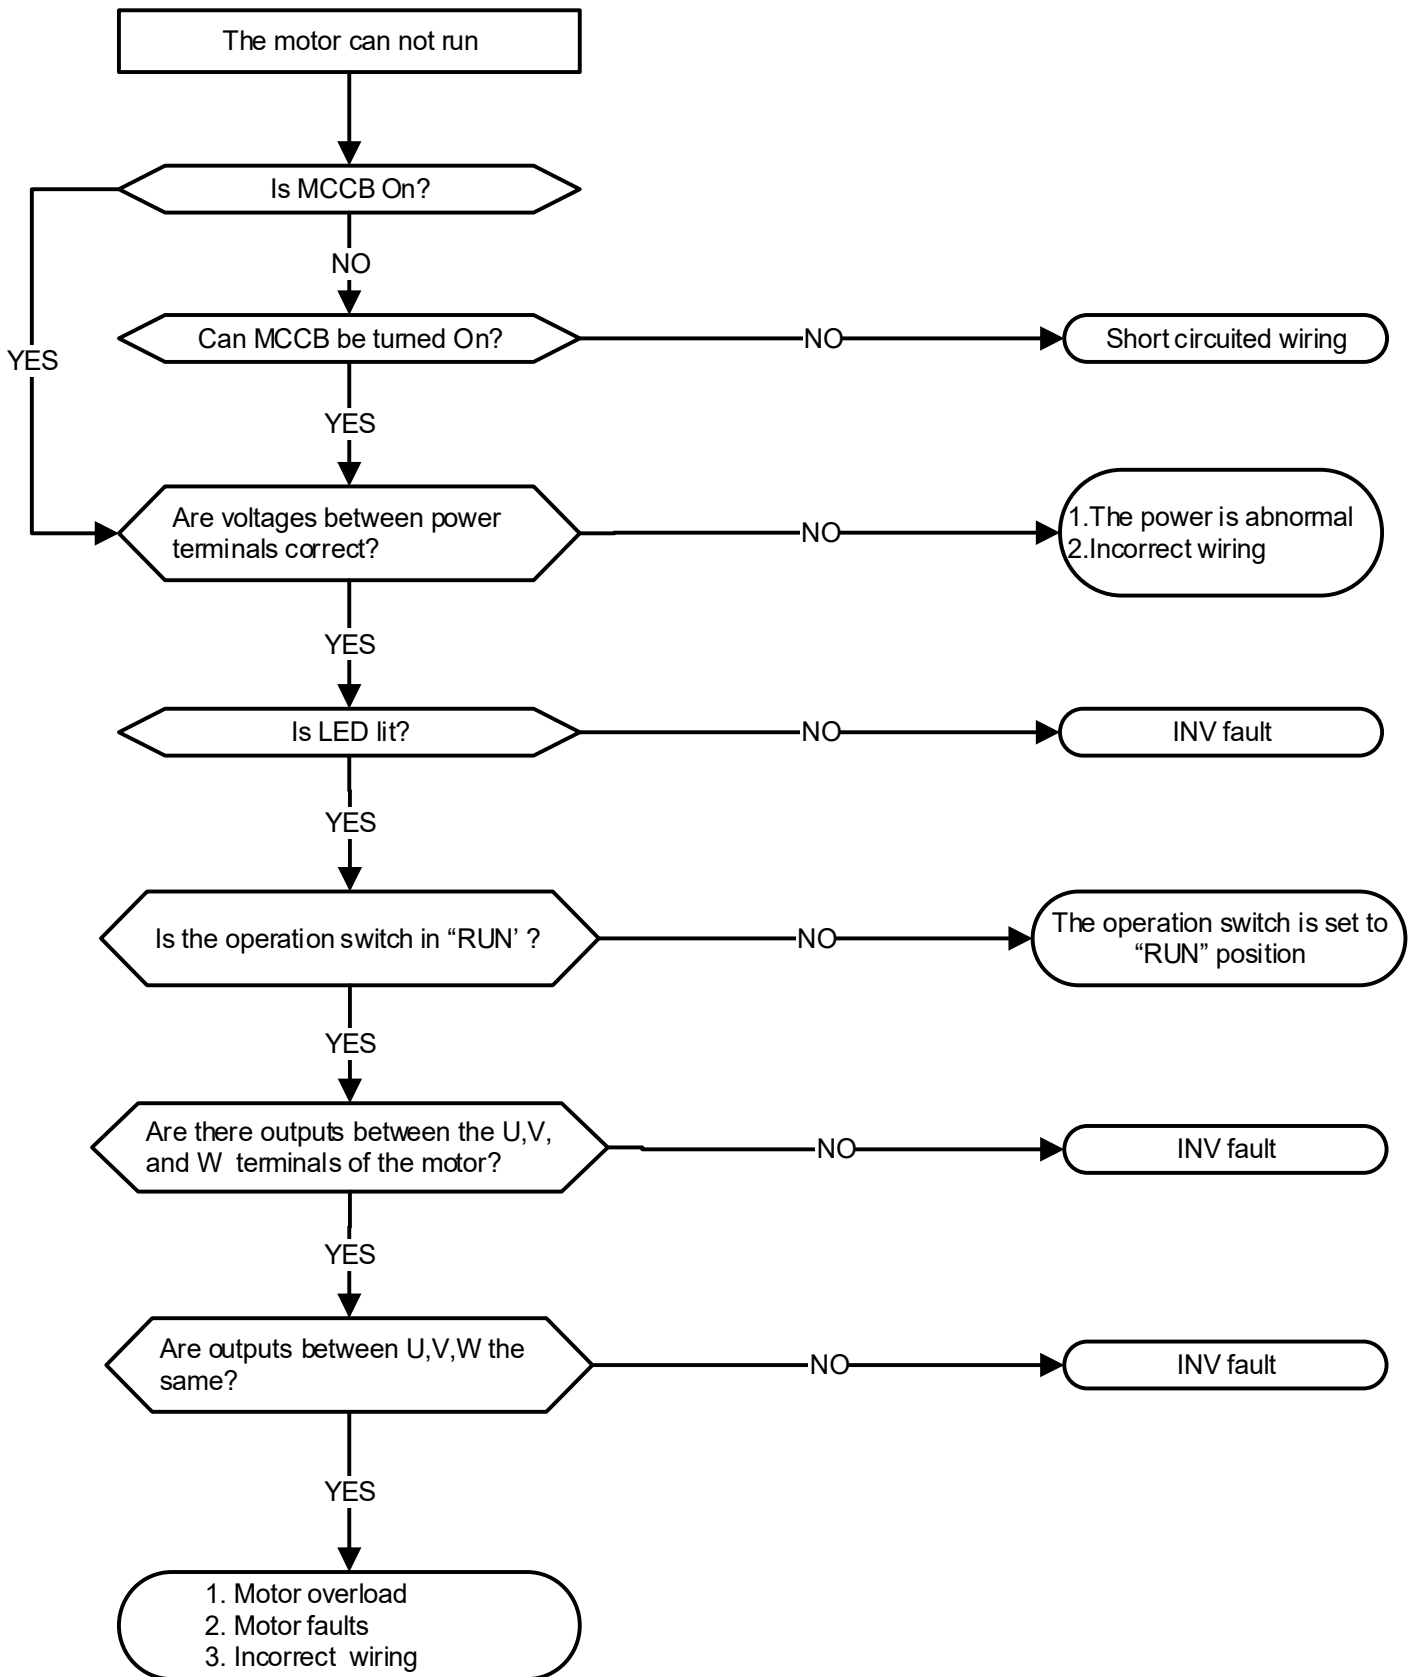 The motor can not run
Is MCCB On?
NO
YES
Can MCCB be turned On?
NO
Short circuited wiring
YES
Are voltages between power
terminals correct?
NO
1.The power is abnormal
2.Incorrect wiring
YES
Is LED lit?
NO
INV fault
YES
Is the operation switch in “RUN’ ?
NO
The operation switch is set to
“RUN” position
YES
Are there outputs between the U,V,
and W terminals of the motor?
NO
INV fault
YES
Are outputs between U,V,W the
same?
NO
INV fault
YES
1. Motor overload
2. Motor faults
3. Incorrect wiring